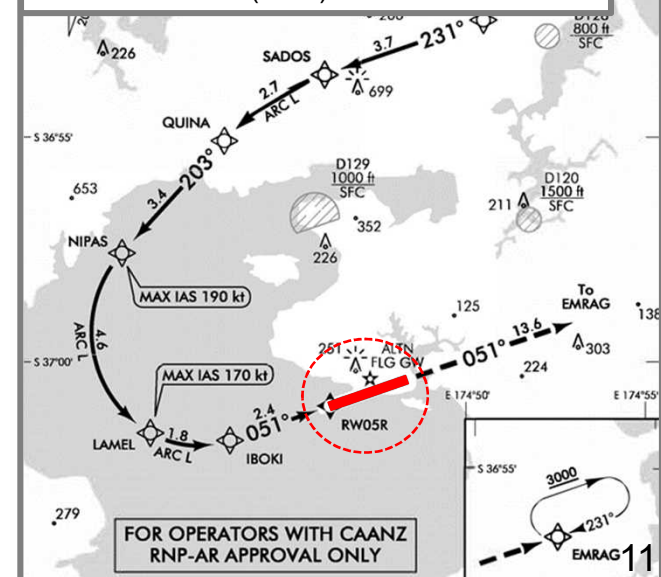 226
SADOS
3.7
231°
D128
800 ft
SFC
699
2.7
ARC L
QUINA
S 36°55'
203°
D129
1000 ft
SFC
D120
1500 ft
SFC
653
3.4
211
352
NIPAS
226
MAX IAS 190 kt
To
EMRAG
125
138
4.6
ARC L
251
ALTN
FLG GW
051°
13.6
303
S 37°00'
MAX IAS 170 kt
224
E 174°50'
E 174°55'
2.4
051°
RW05R
LAMEL
1.8
ARC L
IBOKI
S 36°55'
3000
279
231°
FOR OPERATORS WITH CAANZ
RNP-AR APPROVAL ONLY
EMRAG
11